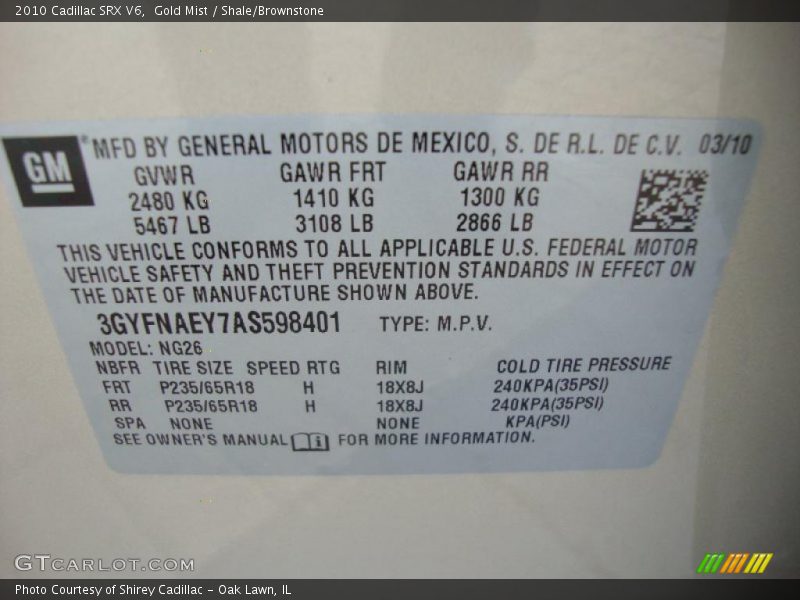 2010 Cadillac SRX V6,  Gold Mist / Shale/Brownstone
GM® MFD BY GENERAL MOTORS DE MEXICO, S. DE R.L. DE C.V. 03/10
GVWR GAWR FRT GAWR RR
2480 KG 1410 KG 1300 KG
5467 LB 3108 LB 2866 LB
THIS VEHICLE CONFORMS TO ALL APPLICABLE U.S. FEDERAL MOTOR
VEHICLE SAFETY AND THEFT PREVENTION STANDARDS IN EFFECT ON
THE DATE OF MANUFACTURE SHOWN ABOVE.
3GYFNAEY7AS598401 TYPE: M.P.V.
MODEL: NG26
NBFR TIRE SIZE SPEED RTG RIM COLD TIRE PRESSURE
FRT P235/65R18 H 18X8J 240KPA(35PSI)
RR P235/65R18 H 18X8J 240KPA(35PSI)
SPA NONE NONE KPA(PSI)
SEE OWNER'S MANUAL i FOR MORE INFORMATION.
GTCARLOT.COM
Photo Courtesy of Shirey Cadillac - Oak Lawn, IL